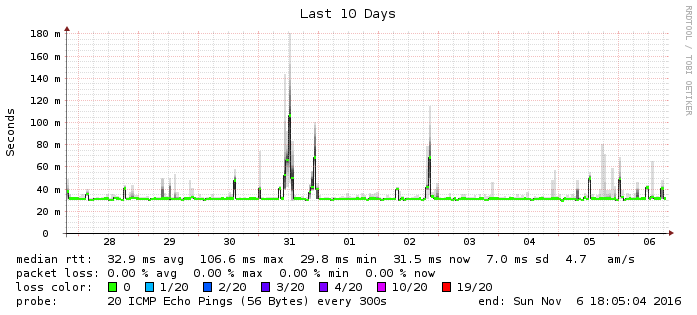 Last 10 Days
RRDTOOL / TOBI OETIKER
Seconds
180 m
160 m
140 m
120 m
100 m
80 m
60 m
40 m
20 m
0
28 29 30 31 01 02 03 04 05 06
median rtt: 32.9 ms avg 106.6 ms max 29.8 ms min 31.5 ms now 7.0 ms sd 4.7 am/s
packet loss: 0.00 % avg 0.00 % max 0.00 % min 0.00 % now
loss color: 0 1/20 2/20 3/20 4/20 10/20 19/20
probe: 20 ICMP Echo Pings (56 Bytes) every 300s end: Sun Nov 6 18:05:04 2016